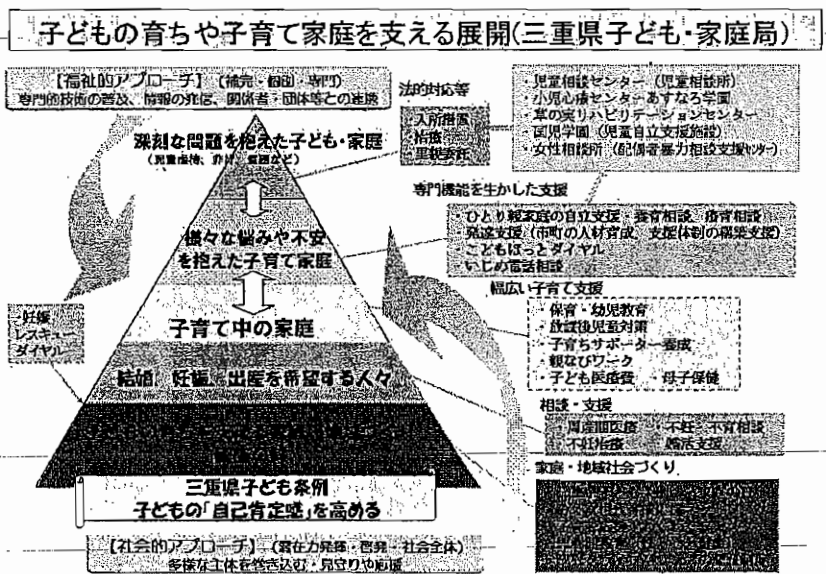 子どもの育ちや子育て家庭を支える展開(三重県子ども・家庭局)
【福祉的アプローチ】(補完・個別・専門)
専門的技術の普及、情報の発信、関係者・団体等との連携
深刻な問題を抱えた子ども・家庭
(児童虐待、非行、貧困など)
様々な悩みや不安
を抱えた子育て家庭
子育て中の家庭
結婚、妊娠、出産を希望する人々
三重県子ども条例
子どもの「自己肯定感」を高める
【社会的アプローチ】(潜在力発揮・啓発・社会全体)
多様な主体を巻き込む・見守りや応援
・妊娠
レスキュー
ダイヤル
法的対応等
入所措置
治療
里親委託
・児童相談センター(児童相談所)
・小児心療センターあすなろ学園
・草の実リハビリテーションセンター
・国児学園(児童自立支援施設)
・女性相談所(配偶者暴力相談支援センター)
専門機能を生かした支援
・ひとり親家庭の自立支援・養育相談、療育相談
発達支援(市町の人材育成、支援体制の構築支援)
こどもほっとダイヤル
いじめ電話相談
幅広い子育て支援
・保育・幼児教育
・放課後児童対策
・子育ちサポーター養成
・親なびワーク
・子ども医療費 ・母子保健
相談・支援
・周産期医療 不妊、不育相談
不妊治療 婚活支援
家庭・地域社会づくり